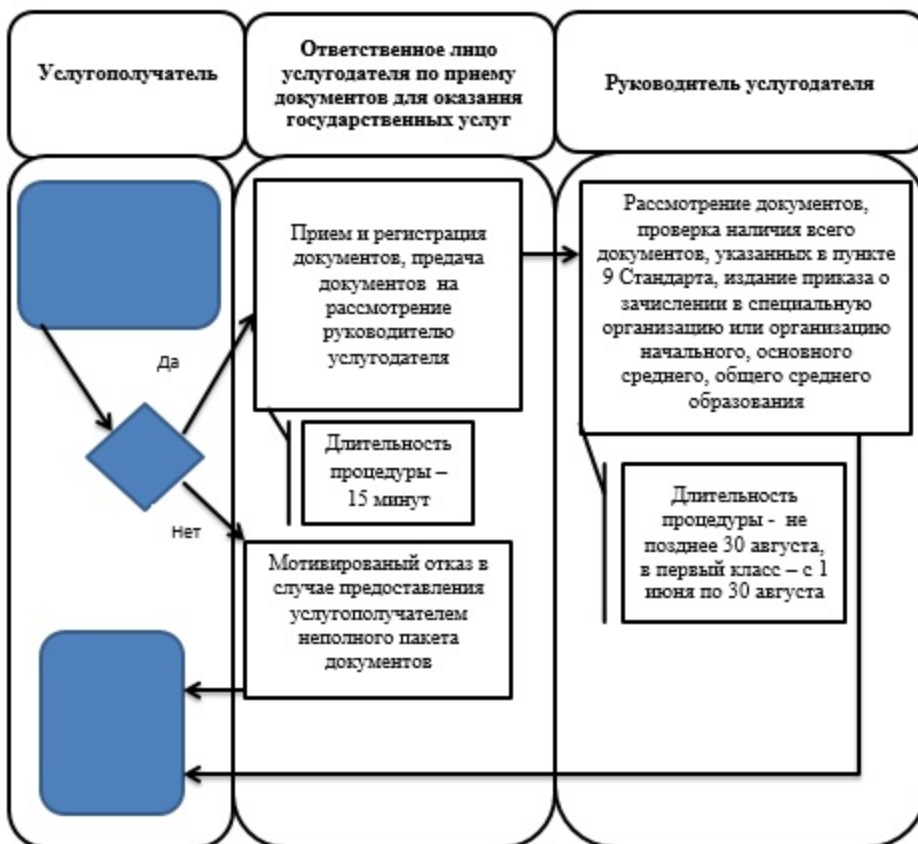 Услугополучатель
Ответственное лицо
услугодателя по приему
документов для оказания
государственных услуг
Руководитель услугодателя
Прием и регистрация
документов, предача
документов на
рассмотрение
руководителю
услугодателя
Рассмотрение документов,
проверка наличия всего
документов, указанных в пункте
9 Стандарта, издание приказа о
зачислении в специальную
организацию или организацию
начального, основного
среднего, общего среднего
образования
Да
Длительность
процедуры –
15 минут
Длительность
процедуры - не
позднее 30 августа,
в первый класс – с 1
июня по 30 августа
Нет
Мотивированый отказ в
случае предоставления
услугополучателем
неполного пакета
документов